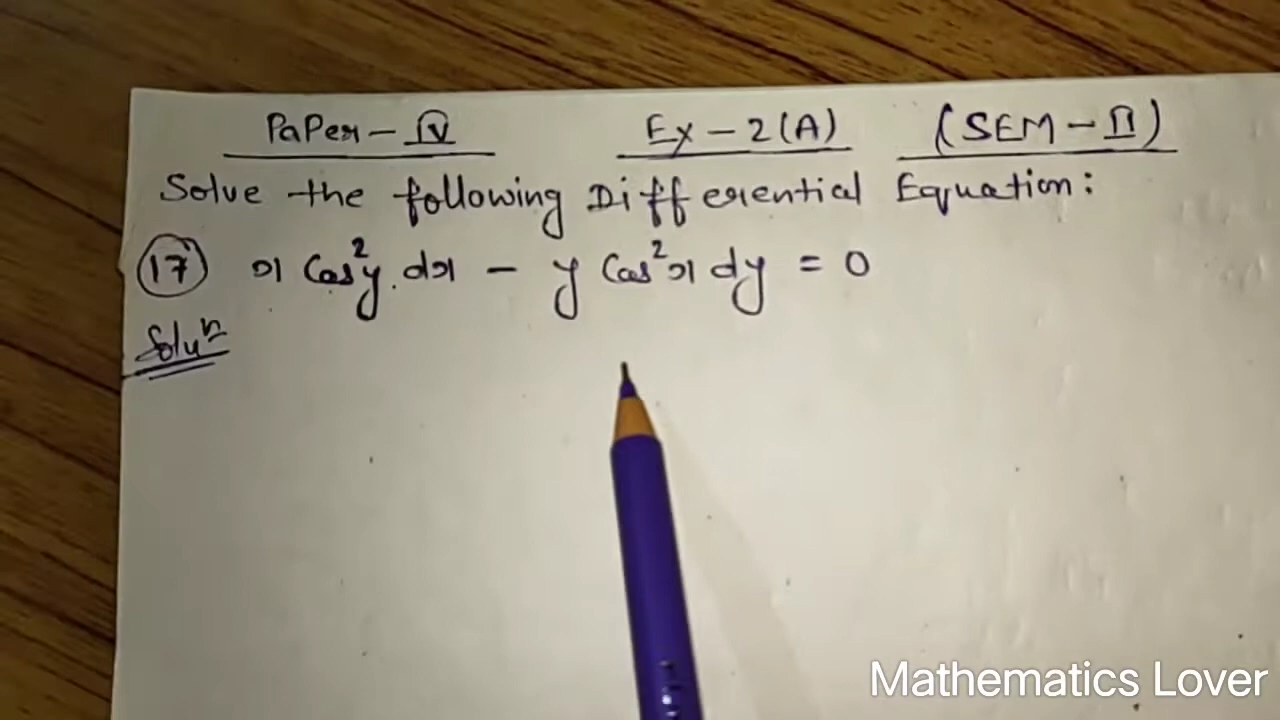 Paper - IV Ex - 2(A) (SEM - II)
Solve the following Differential Equation:
17 x Cos²y.dx - y Cos²x dy = 0
Soluⁿ
Mathematics Lover